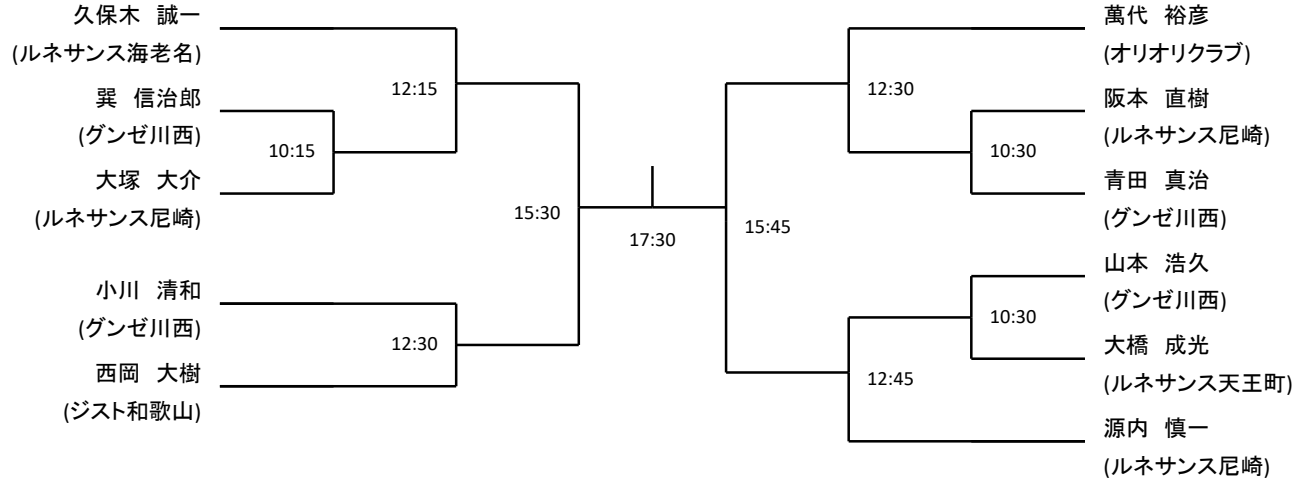 久保木　誠一
(ルネサンス海老名)
巽　信治郎
(グンゼ川西)
大塚　大介
(ルネサンス尼崎)
小川　清和
(グンゼ川西)
西岡　大樹
(ジスト和歌山)
12:15
10:15
15:30
12:30
17:30
15:45
12:30
10:30
10:30
12:45
萬代　裕彦
(オリオリクラブ)
阪本　直樹
(ルネサンス尼崎)
青田　真治
(グンゼ川西)
山本　浩久
(グンゼ川西)
大橋　成光
(ルネサンス天王町)
源内　慎一
(ルネサンス尼崎)